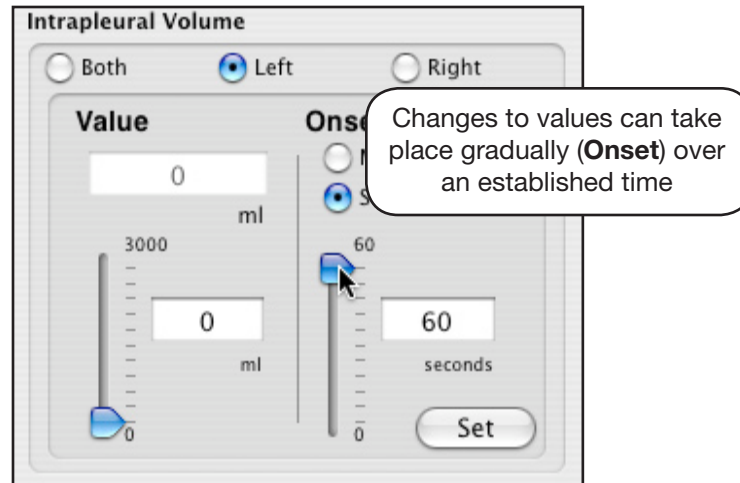 Intrapleural Volume
Both Left Right
Value
0
ml
3000
0
ml
0
Changes to values can take
place gradually (Onset) over
an established time
60
60
seconds
0
Set